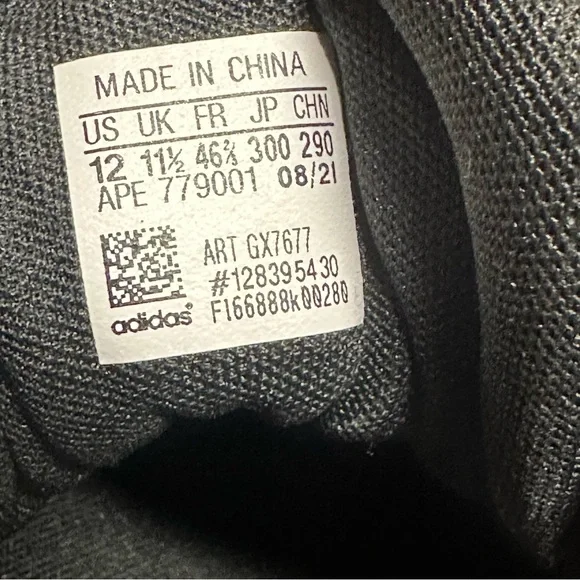 MADE IN CHINA
US UK FR JP CHN
12 11½ 46⅔ 300 290
APE 779001 08/21
ART GX7677
#128395430
F166888k00280
adidas®